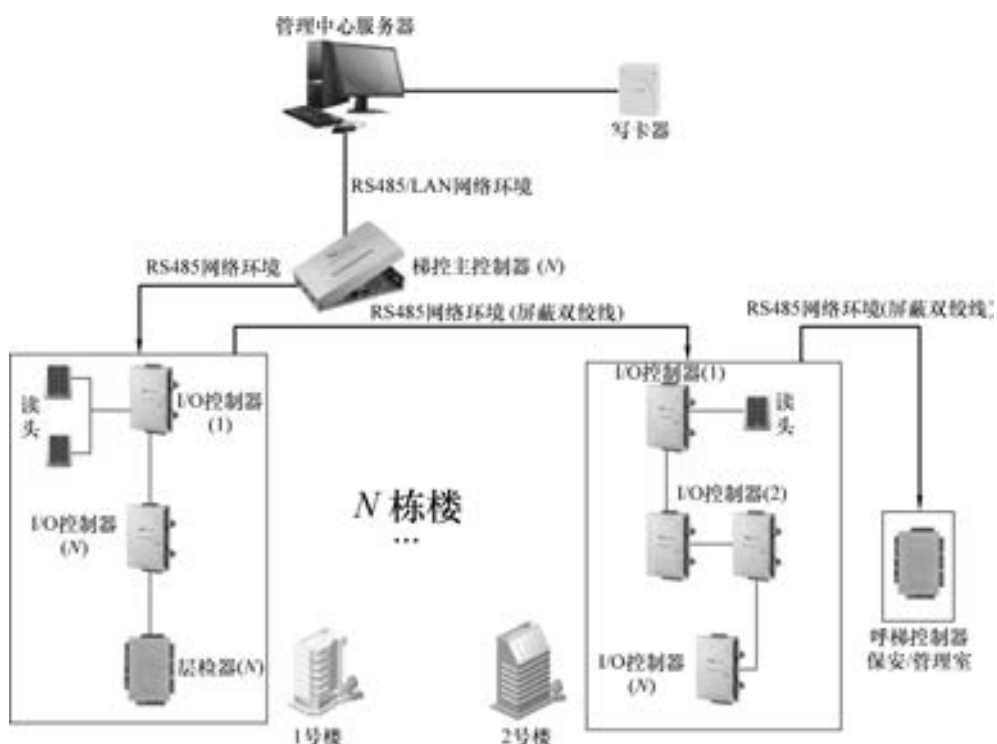 管理中心服务器
写卡器
RS485/LAN网络环境
RS485网络环境
梯控主控制器 (N)
RS485网络环境 (屏蔽双绞线)
RS485网络环境(屏蔽双绞线)
读
头
I/O控制器
(1)
I/O控制器
(N)
层检器(N)
N 栋楼
...
1号楼
2号楼
I/O控制器(1)
读
头
I/O控制器(2)
I/O控制器
(N)
呼梯控制器
保安/管理室